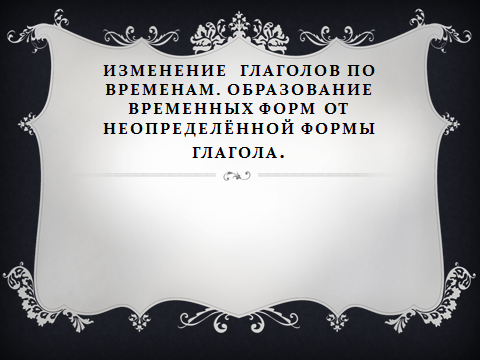 ИЗМЕНЕНИЕ ГЛАГОЛОВ ПО
ВРЕМЕНАМ. ОБРАЗОВАНИЕ
ВРЕМЕННЫХ ФОРМ ОТ
НЕОПРЕДЕЛЁННОЙ ФОРМЫ
ГЛАГОЛА.